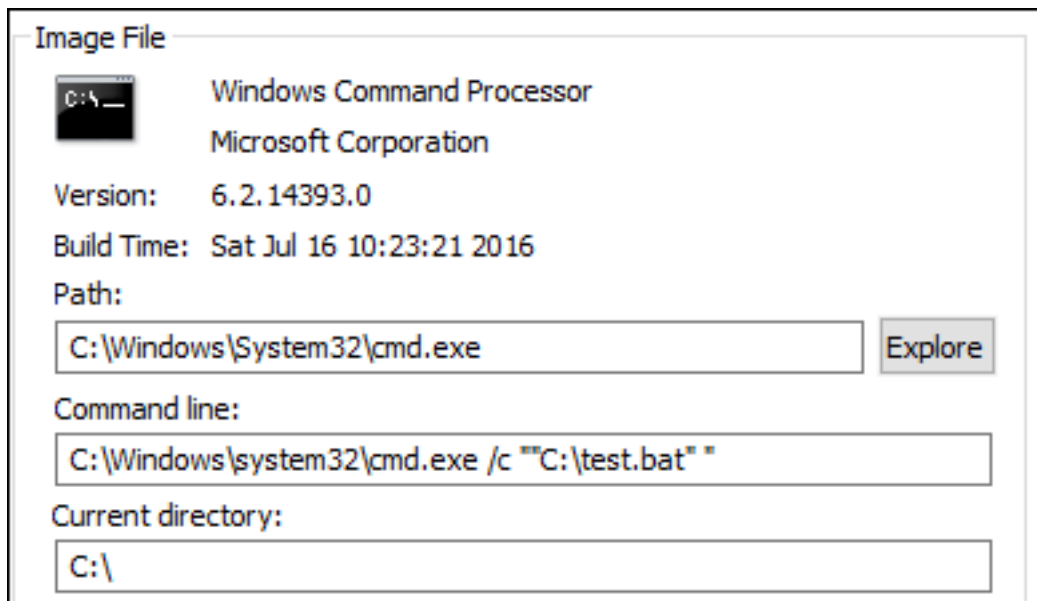 Image File
C:\
Windows Command Processor
Microsoft Corporation
Version: 6.2.14393.0
Build Time: Sat Jul 16 10:23:21 2016
Path:
C:\Windows\System32\cmd.exe Explore
Command line:
C:\Windows\system32\cmd.exe /c ""C:\test.bat" "
Current directory:
C:\